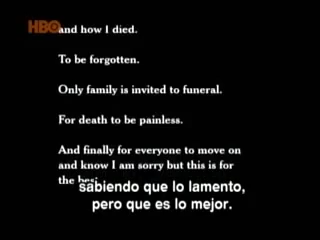 HBO
and how I died.
To be forgotten.
Only family is invited to funeral.
For death to be painless.
And finally for everyone to move on
and know I am sorry but this is for
the best
sabiendo que lo lamento,
pero que es lo mejor.